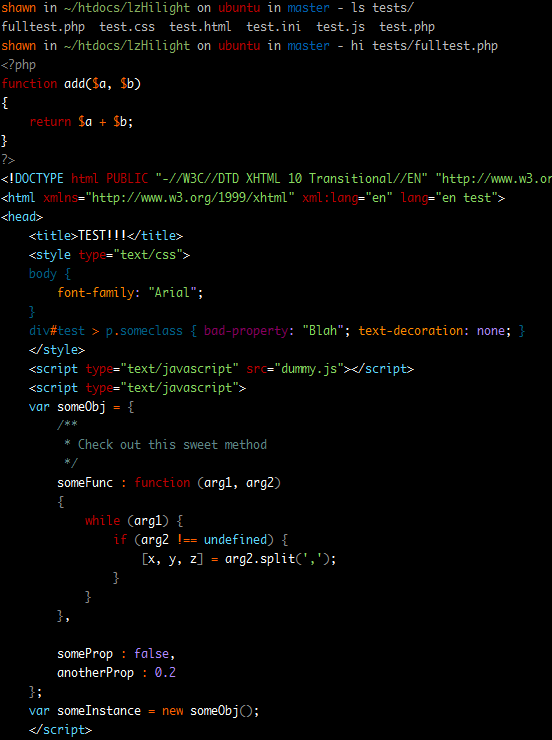 shawn in ~/htdocs/lzHilight on ubuntu in master - ls tests/
fulltest.php  test.css  test.html  test.ini  test.js  test.php
shawn in ~/htdocs/lzHilight on ubuntu in master - hi tests/fulltest.php
<?php
function add($a, $b)
{
    return $a + $b;
}
?>
<!DOCTYPE html PUBLIC "-//W3C//DTD XHTML 10 Transitional//EN" "http://www.w3.or
<html xmlns="http://www.w3.org/1999/xhtml" xml:lang="en" lang="en test">
<head>
    <title>TEST!!!</title>
    <style type="text/css">
    body {
        font-family: "Arial";
    }
    div#test > p.someclass { bad-property: "Blah"; text-decoration: none; }
    </style>
    <script type="text/javascript" src="dummy.js"></script>
    <script type="text/javascript">
    var someObj = {
        /**
         * Check out this sweet method
         */
        someFunc : function (arg1, arg2)
        {
            while (arg1) {
                if (arg2 !== undefined) {
                    [x, y, z] = arg2.split(',');
                }
            }
        },

        someProp : false,
        anotherProp : 0.2
    };
    var someInstance = new someObj();
    </script>